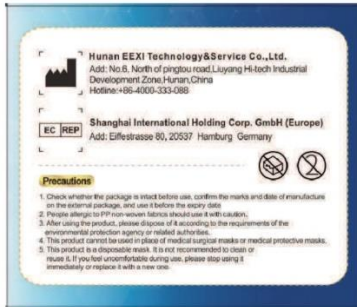 Hunan EEXI Technology&Service Co.,Ltd.
Add: No.6, North of pingtou road,Liuyang Hi-tech Industrial
Development Zone,Hunan,China
Hotline:+86-4000-333-088
EC REP
Shanghai International Holding Corp. GmbH (Europe)
Add: Eiffestrasse 80, 20537 Hamburg Germany
2
Precautions
1. Check whether the package is intact before use, confirm the marks and date of manufacture
on the external package, and use it before the expiry date
2. People allergic to PP non-woven fabrics should use it with caution.
3. After using the product, please dispose of it according to the requirements of the
environmental protection agency or related authorities.
4. This product cannot be used in place of medical surgical masks or medical protective masks.
5. This product is a disposable mask. It is not recommended to clean or
reuse it. If you feel uncomfortable during use, please stop using it
immediately or replace it with a new one.